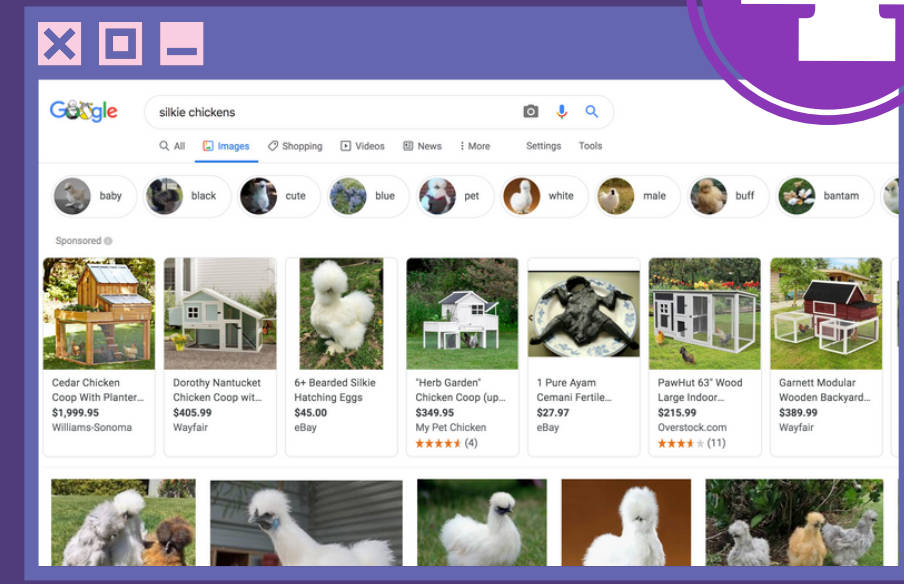 Google
silkie chickens
All Images Shopping Videos News More Settings Tools
baby black cute blue pet white male buff bantam
Sponsored
Cedar Chicken
Coop With Planter...
$1,999.95
Williams-Sonoma
Dorothy Nantucket
Chicken Coop wit...
$405.99
Wayfair
6+ Bearded Silkie
Hatching Eggs
$45.00
eBay
"Herb Garden"
Chicken Coop (up...
$349.95
My Pet Chicken
(4)
1 Pure Ayam
Cemani Fertile...
$27.97
eBay
PawHut 63" Wood
Large Indoor...
$215.99
Overstock.com
(11)
Garnett Modular
Wooden Backyard...
$389.99
Wayfair